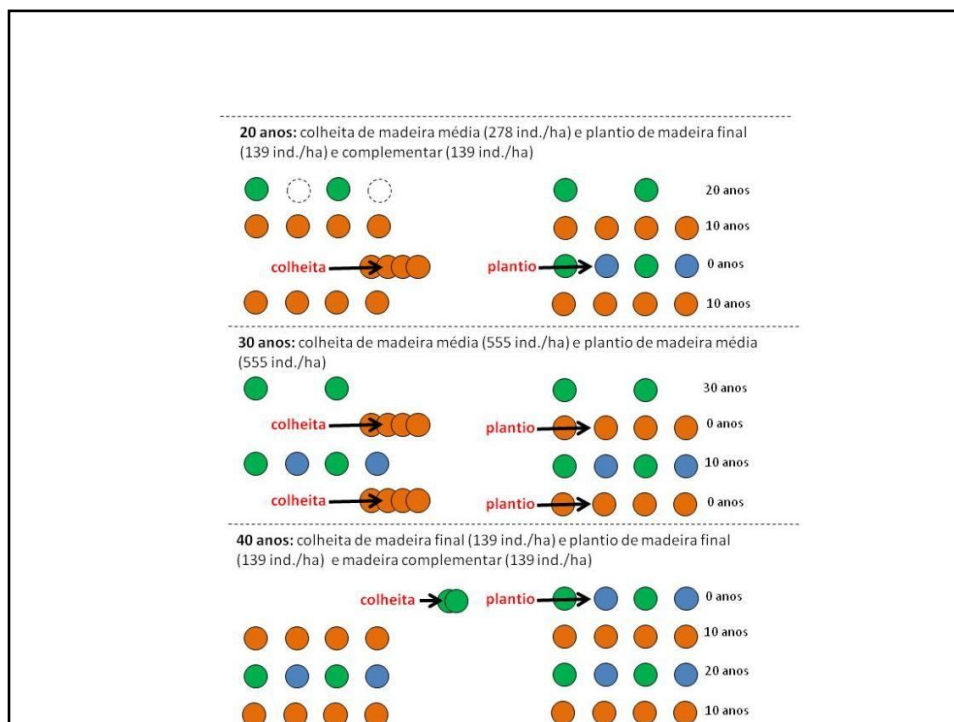 20 anos: colheita de madeira média (278 ind./ha) e plantio de madeira final
(139 ind./ha) e complementar (139 ind./ha)
20 anos
10 anos
colheita
plantio
0 anos
10 anos
30 anos: colheita de madeira média (555 ind./ha) e plantio de madeira média
(555 ind./ha)
30 anos
colheita
plantio
0 anos
10 anos
colheita
plantio
0 anos
40 anos: colheita de madeira final (139 ind./ha) e plantio de madeira final
(139 ind./ha) e madeira complementar (139 ind./ha)
colheita
plantio
0 anos
10 anos
20 anos
10 anos